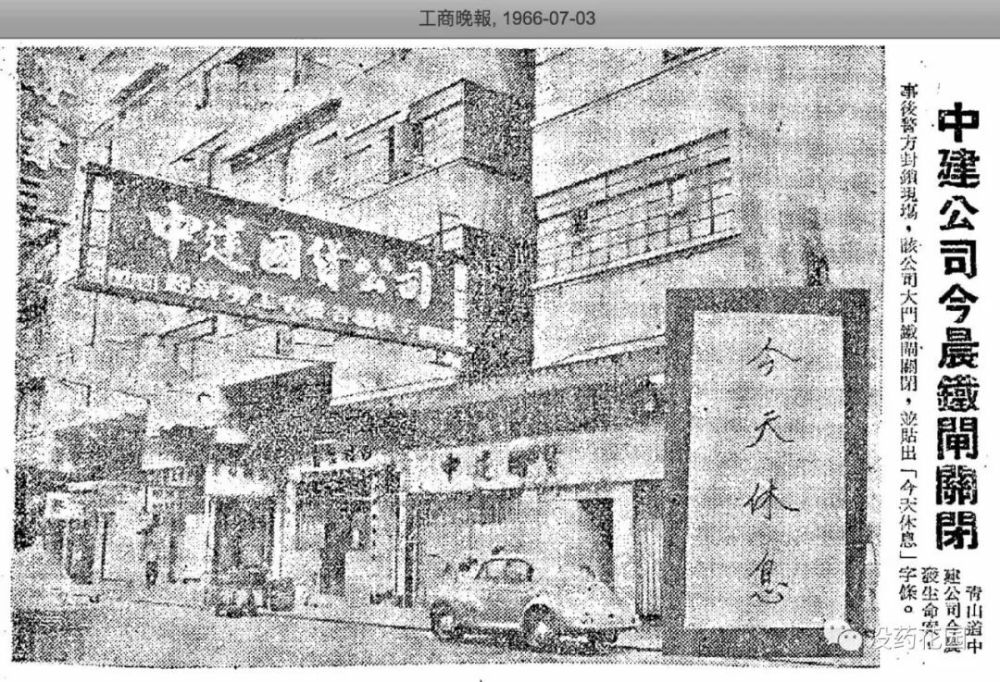 工商晚報, 1966-07-03
中建公司今晨鐵閘關閉
青山道中
建公司今晨
發生命案
事後警方封鎖現場,該公司大門鐵閘關閉,並貼出「今天休息」
字條。
中建國貨公司
中建國貨
今天休息
没药花园